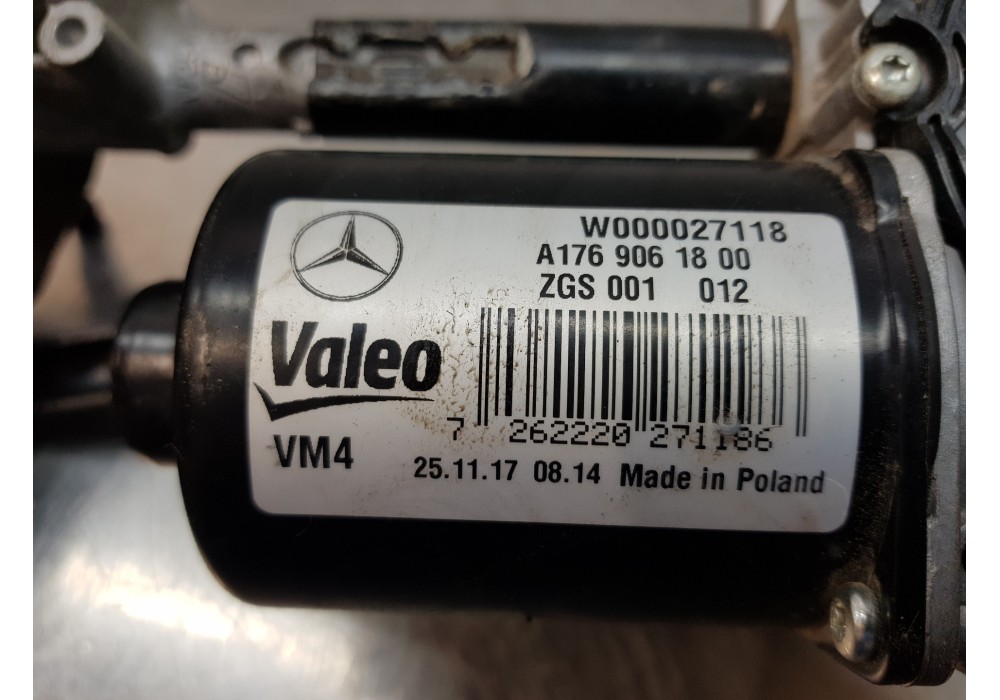 W000027118
A176 906 18 00
ZGS 001 012
Valeo
7 262220 271186
VM4
25.11.17 08.14 Made in Poland